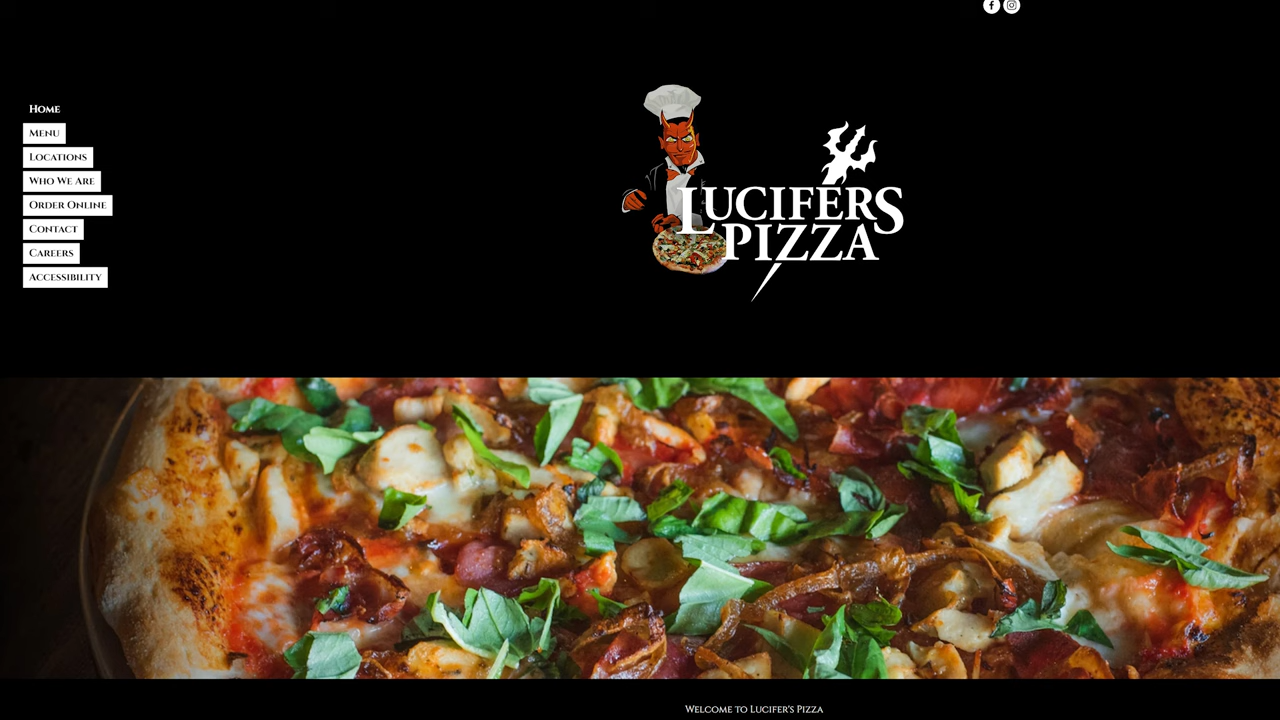 Home
Menu
Locations
Who We Are
Order Online
Contact
Careers
Accessibility
Lucifers
Pizza
Welcome to Lucifer's Pizza